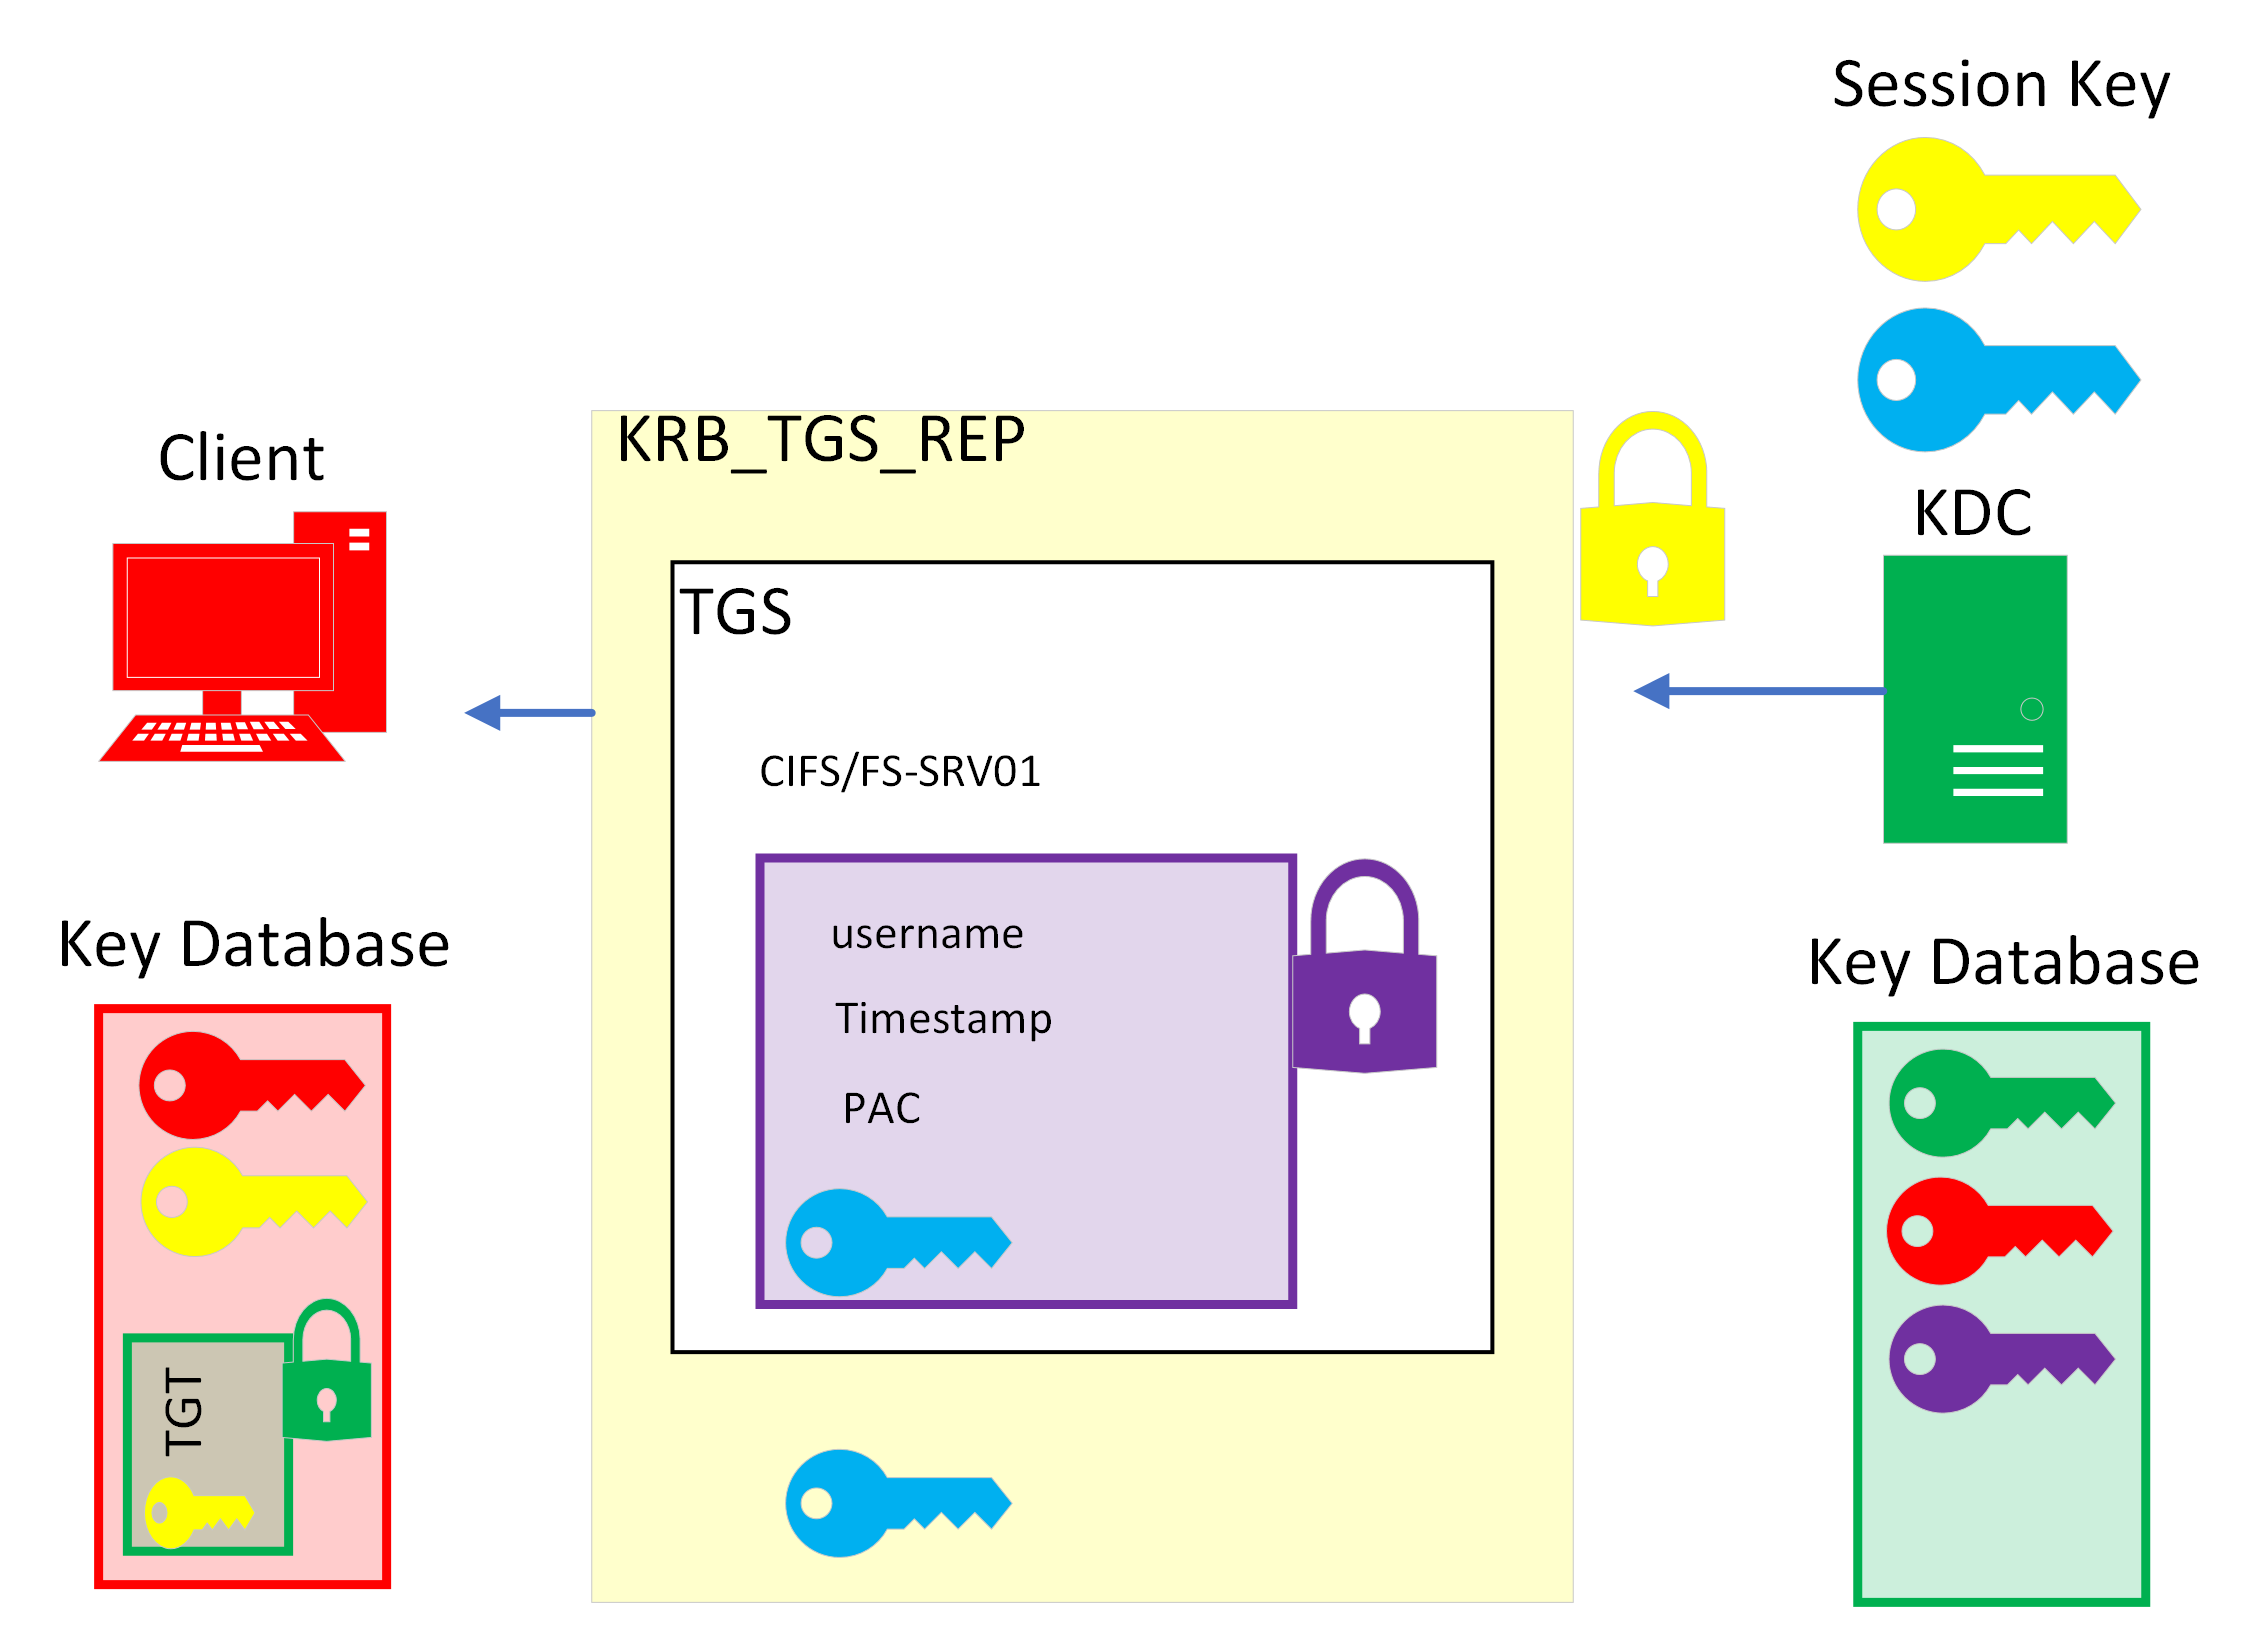 Session Key
KRB_TGS_REP
Client
KDC
TGS
CIFS/FS-SRV01
username
Timestamp
PAC
Key Database
Key Database
TGT